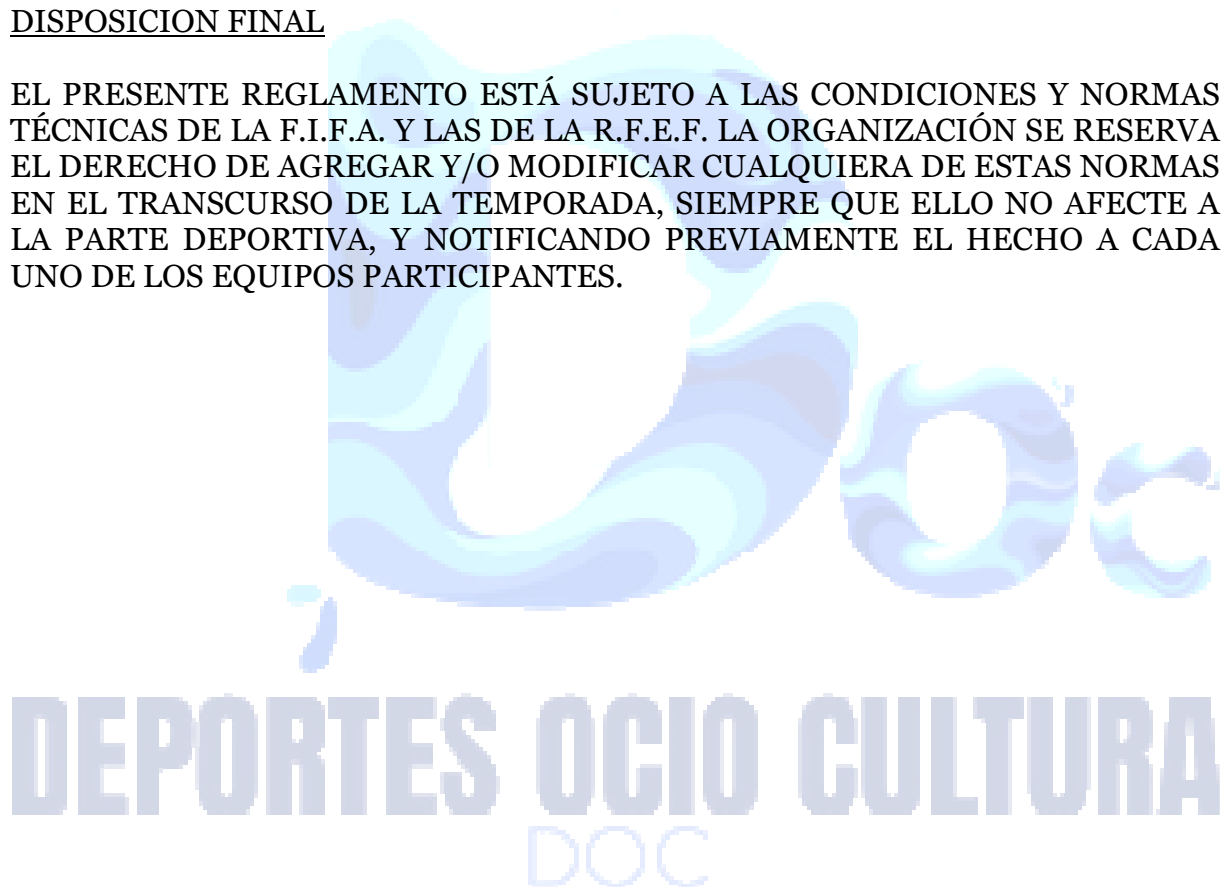 DISPOSICION FINAL
EL PRESENTE REGLAMENTO ESTÁ SUJETO A LAS CONDICIONES Y NORMAS
TÉCNICAS DE LA F.I.F.A. Y LAS DE LA R.F.E.F. LA ORGANIZACIÓN SE RESERVA
EL DERECHO DE AGREGAR Y/O MODIFICAR CUALQUIERA DE ESTAS NORMAS
EN EL TRANSCURSO DE LA TEMPORADA, SIEMPRE QUE ELLO NO AFECTE A
LA PARTE DEPORTIVA, Y NOTIFICANDO PREVIAMENTE EL HECHO A CADA
UNO DE LOS EQUIPOS PARTICIPANTES.
Doc
DEPORTES OCIO CULTURA
DOC